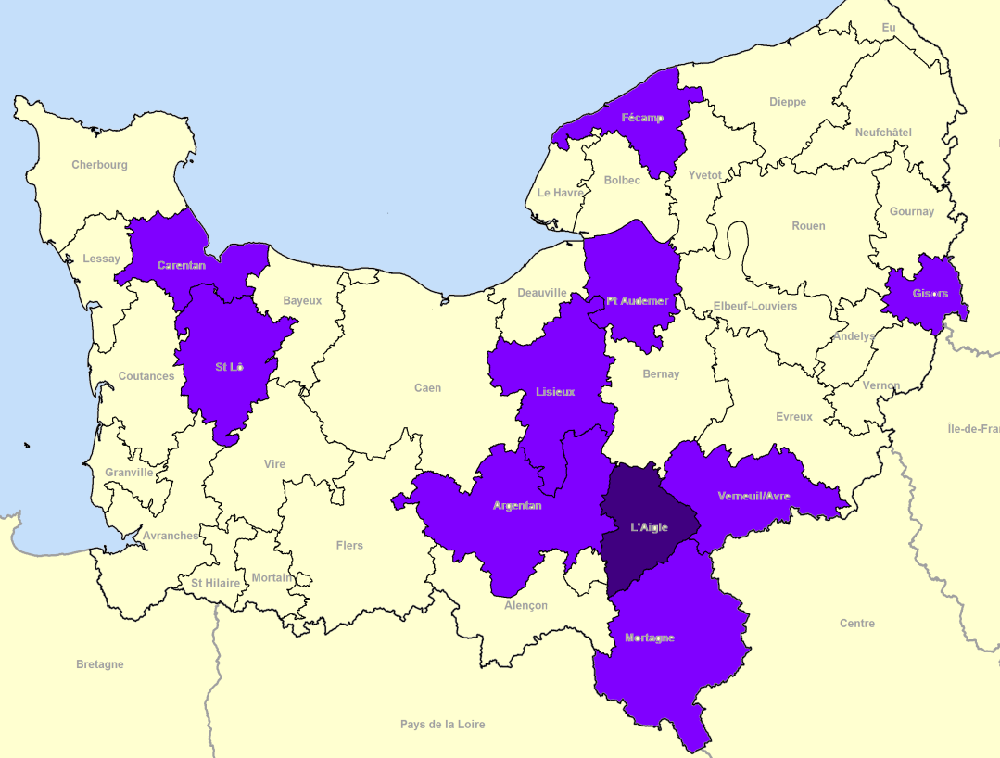 Eu
Dieppe
Fécamp
Neufchâtel
Cherbourg
Yvetot
Bolbec
Le Havre
Gournay
Rouen
Lessay
Carentan
Deauville
Gisors
Bayeux
Pt Audemer
Elbeuf-Louviers
Andelys
St Lô
Coutances
Bernay
Vernon
Caen
Lisieux
Evreux
Île-de-Fran
Vire
Granville
Verneuil/Avre
Argentan
L'Aigle
Avranches
Flers
Mortain
St Hilaire
Alençon
Centre
Mortagne
Bretagne
Pays de la Loire